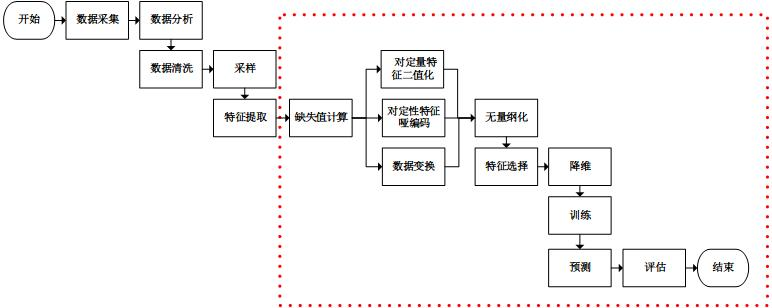 开始
数据采集
数据分析
数据清洗
采样
特征提取
缺失值计算
对定量特
征二值化
对定性特征
哑编码
数据变换
无量纲化
特征选择
降维
训练
预测
评估
结束